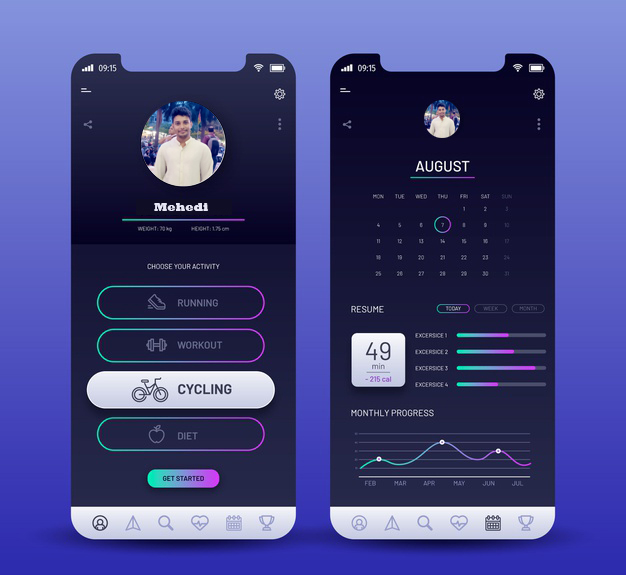 09:15
Mehedi
WEIGHT: 70 kg HEIGHT: 1.75 cm
CHOOSE YOUR ACTIVITY
RUNNING
WORKOUT
CYCLING
DIET
GET STARTED
09:15
AUGUST
MON TUE WED THU FRI SAT SUN
1 2 3
4 5 6 7 8 9 10
11 12 13 14 15 16 17
18 19 20 21 22 23 24
25 26 27 28 29 30 31
RESUME TODAY WEEK MONTH
49
min
- 215 cal
EXCERSICE 1
EXCERSICE 2
EXCERSICE 3
EXCERSICE 4
MONTHLY PROGRESS
FEB MAR APR MAY JUN JUL